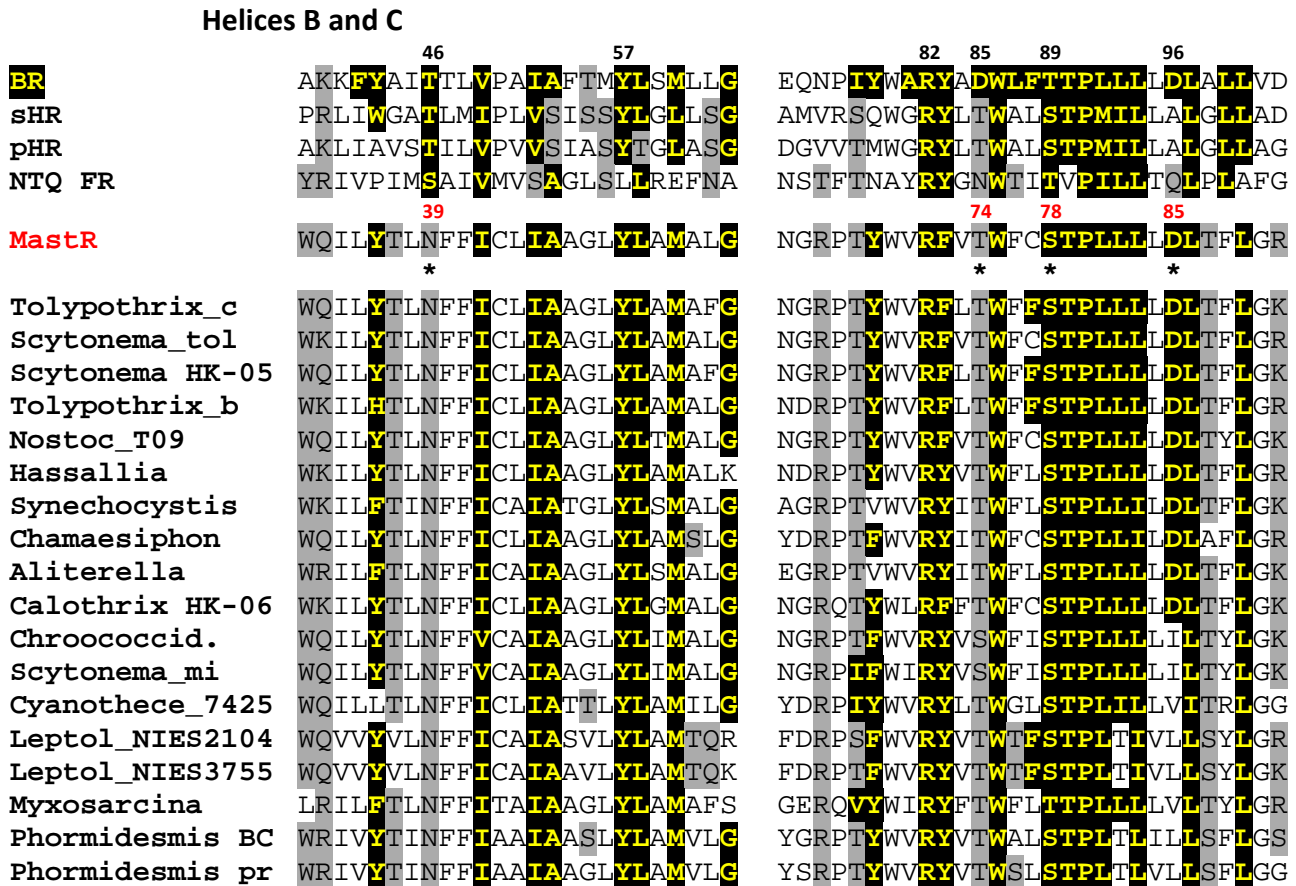 Helices B and C
46 57 82 85 89 96
BR AKKFYAITTLVPAIAFTMYLSMLLG EQNPIYWARYADWLFTTPLLLLDLALLVD
sHR PRLIWGATLMIPLVSISSYLGLLSG AMVRSQWGRYLTWALSTPMILLALGLLAD
pHR AKLIAVSTILVPVVSIASYTGLASG DGVVTMWGRYLTWALSTPMILLALGLLAG
NTQ FR YRIVPIMSAIVMVSAGLSLLREFNA NSTFTNAYRYGNWTITVPILLTQLPLAFG
39 74 78 85
MastR WQILYTLNFFICLIAAGLYLAMALG NGRPTYWVRFVTWFCSTPLLLLDLTFLGR
* * * *
Tolypothrix_c WQILYTLNFFICLIAAGLYLAMAFG NGRPTYWVRFLTWFFSTPLLLLDLTFLGK
Scytonema_tol WKILYTLNFFICLIAAGLYLAMALG NGRPTYWVRFVTWFCSTPLLLLDLTFLGR
Scytonema HK-05 WQILYTLNFFICLIAAGLYLAMAFG NGRPTYWVRFLTWFFSTPLLLLDLTFLGK
Tolypothrix_b WKILHTLNFFICLIAAGLYLAMALG NDRPTYWVRFLTWFFSTPLLLLDLTFLGR
Nostoc_T09 WQILYTLNFFICLIAAGLYLTMALG NGRPTYWVRFVTWFCSTPLLLLDLTYLGK
Hassallia WKILYTLNFFICLIAAGLYLAMALK NDRPTYWVRYVTWFLSTPLLLLDLTFLGR
Synechocystis WKILFTINFFICAIATGLYLSMALG AGRPTVWVRYITWFLSTPLLILDLTFLGK
Chamaesiphon WQILYTLNFFICLIAAGLYLAMSLG YDRPTFWVRYITWFCSTPLLILDLAFLGR
Aliterella WRILFTLNFFICAIAAGLYLSMALG EGRPTVWVRYITWFLSTPLLLLDLTFLGK
Calothrix HK-06 WKILYTLNFFICAIAAGLYLGMALG NGRQTYWLRFFTWFCSTPLLLLDLTFLGK
Chroococcid. WQILYTLNFFVCAIAAGLYLIMALG NGRPTFWVRYVSWFISTPLLLLILTYLGK
Scytonema_mi WQILYTLNFFVCAIAAGLYLIMALG NGRPIFWIRYVSWFISTPLLLLILTYLGK
Cyanothece_7425 WQILLTLNFFICLIATTLYLAMILG YDRPIYWVRYLTWGLSTPLILLVITRLGG
Leptol_NIES2104 WQVVYVLNFFICAIASVLYLAMTQR FDRPSFWVRYVTWTFSTPLTIVLLSYLGR
Leptol_NIES3755 WQVVYVLNFFICAIAAVLYLAMTQK FDRPTFWVRYVTWTFSTPLTIVLLSYLGK
Myxosarcina LRILFTLNFFITAIAAGLYLAMAFS GERQVYWIRYFTWFLTTPLLLLVLTYLGR
Phormidesmis BC WRIVYTINFFIAAIAASLYLAMVLG YGRPTYWVRYVTWALSTPLTLILLSFLGS
Phormidesmis pr WRIVYTINFFIAAIAAGLYLAMVLG YSRPTYWVRYVTWSLSTPLTLVLLSFLGG